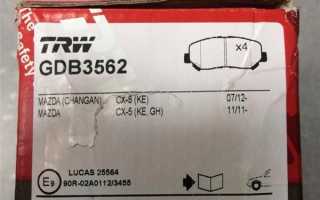 TRW
x4
GDB3562
MAZDA (CHANGAN) CX-5 (KE) 07/12-
MAZDA CX-5 (KE, GH) 11/11-
LUCAS 25564
E9 90R-02A0112/3455